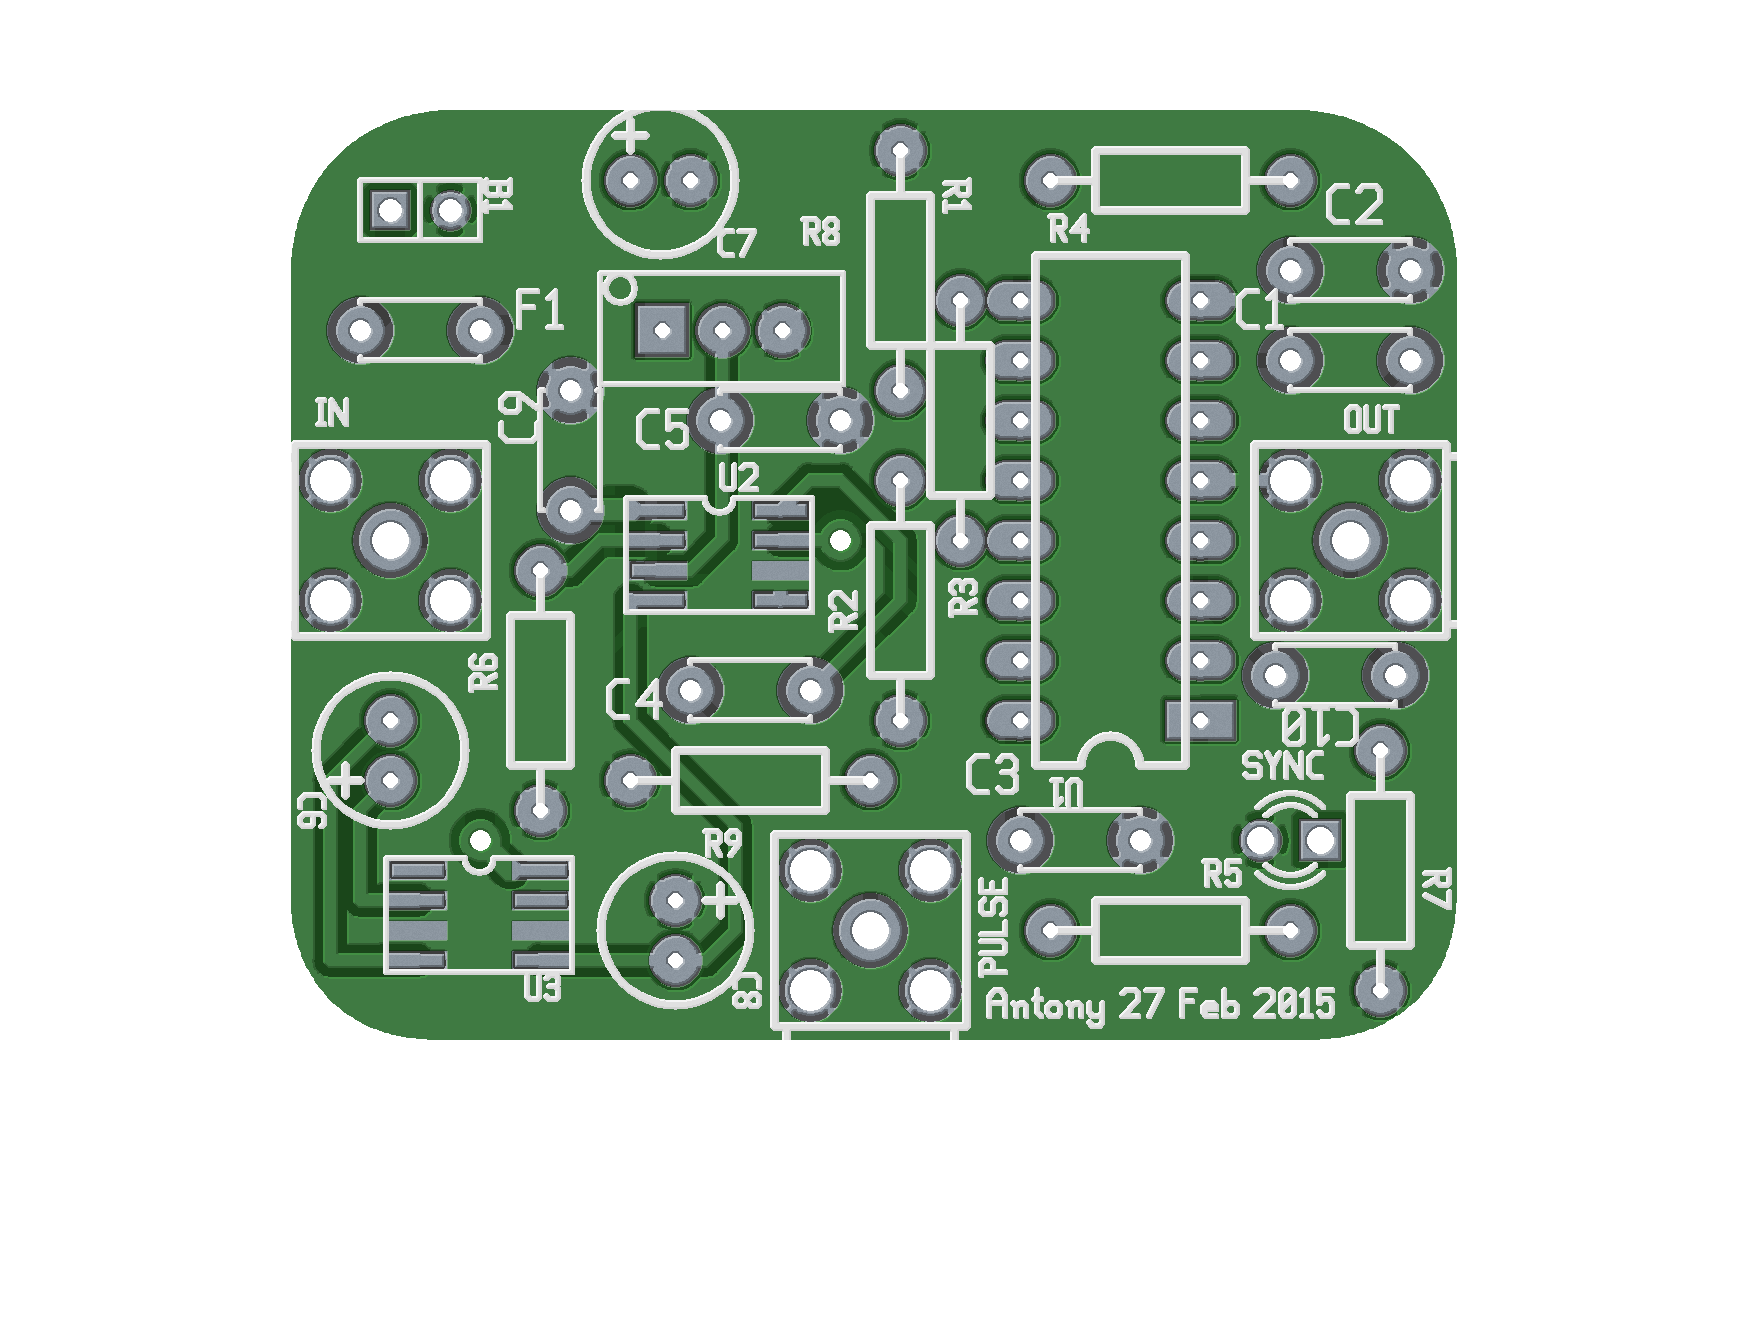 B1
C7
R8
R1
R4
C2
F1
C1
IN
C9
C5
OUT
U2
R2
R3
R6
C4
C10
C3
SYNC
U1
C6
R9
R5
R7
PULSE
U3
C8
Antony 27 Feb 2015